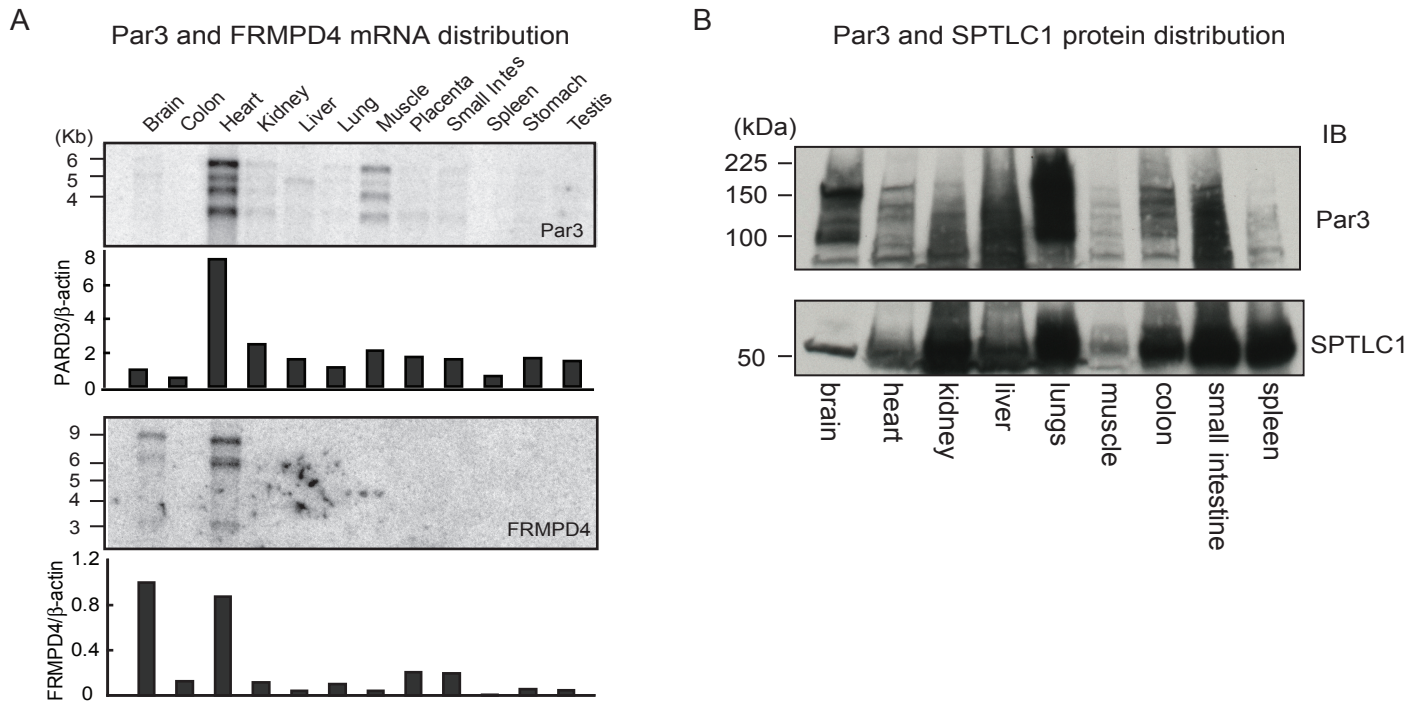 A
Par3 and FRMPD4 mRNA distribution
Brain
Colon
Heart
Kidney
Liver
Lung
Muscle
Placenta
Small Intes
Spleen
Stomach
Testis
(Kb)
6
5
4
Par3
PARD3/β-actin
8
6
4
2
0
9
6
5
4
3
FRMPD4
FRMPD4/β-actin
1.2
0.8
0.4
0
B
Par3 and SPTLC1 protein distribution
(kDa)
IB
225
150
100
Par3
50
SPTLC1
brain
heart
kidney
liver
lungs
muscle
colon
small intestine
spleen